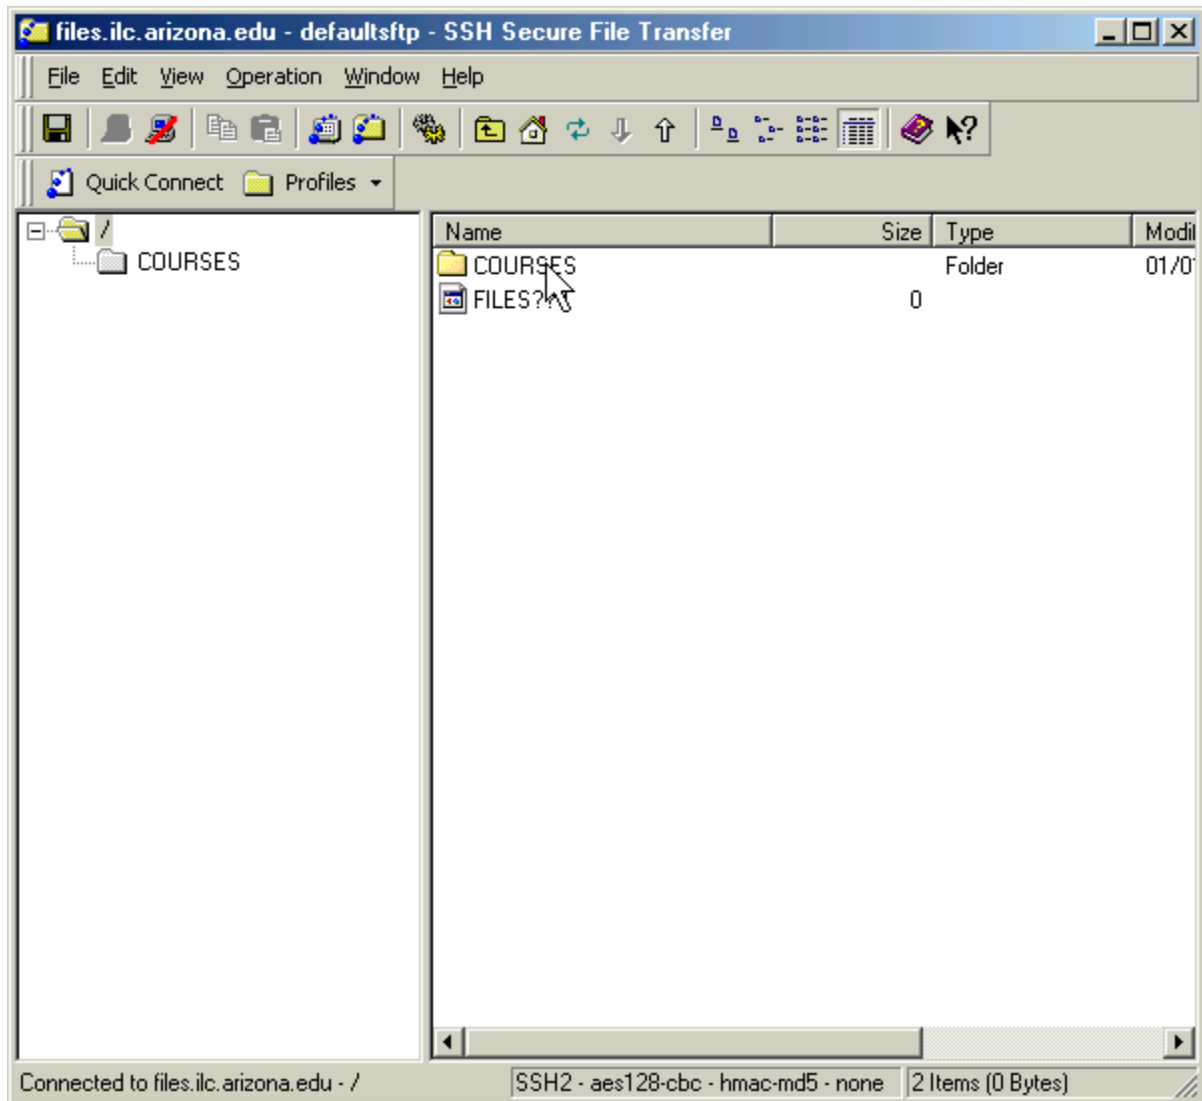 files.ilc.arizona.edu - defaultsftp - SSH Secure File Transfer
File Edit View Operation Window Help
Quick Connect Profiles
/
COURSES
Name Size Type Modif
COURSES Folder 01/0
FILES?? 0
Connected to files.ilc.arizona.edu - / SSH2 - aes128-cbc - hmac-md5 - none 2 Items (0 Bytes)